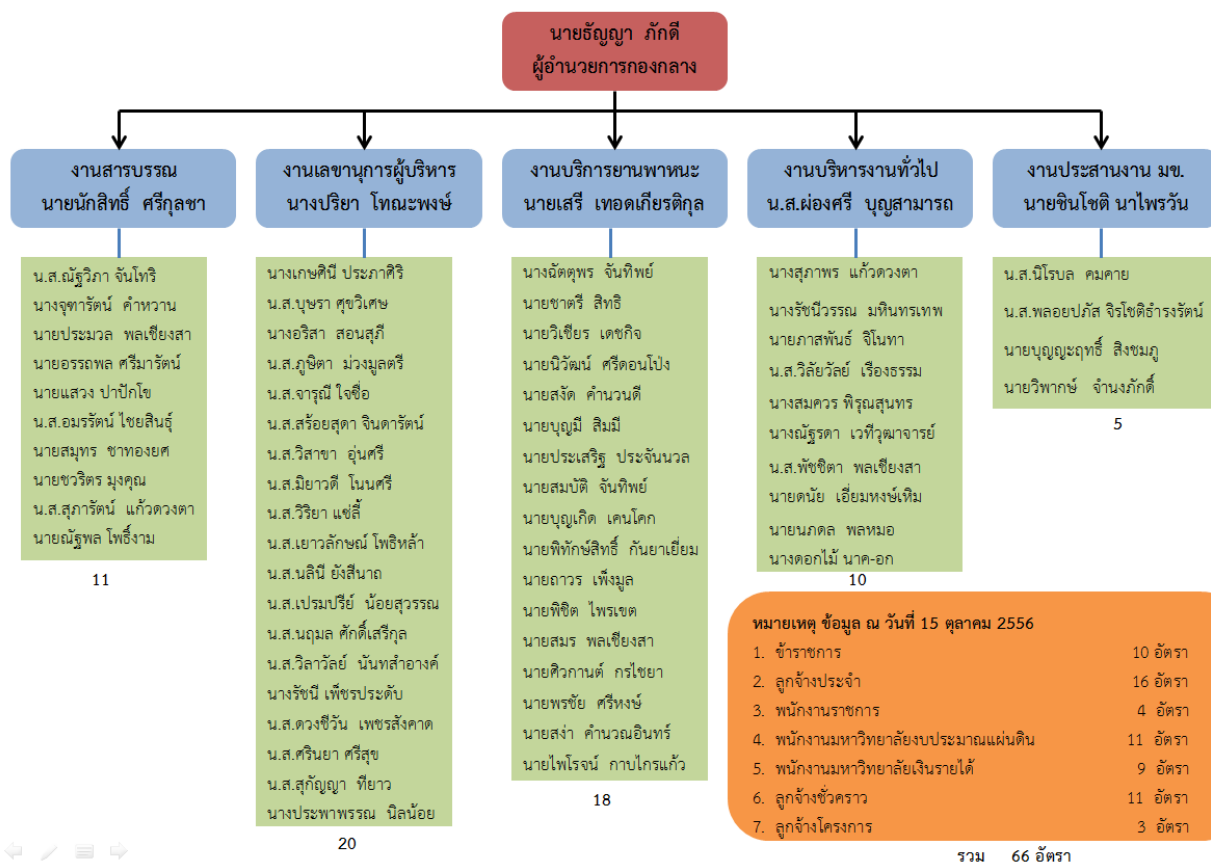 นายธัญญา ภักดี
ผู้อำนวยการกองกลาง
งานสารบรรณ
นายนักสิทธิ์ ศรีกุลชา
น.ส.ณัฐวิภา จันโทริ
นางจุฑารัตน์ คำหวาน
นายประมวล พลเชียงสา
นายอรรถพล ศรีมารัตน์
นายแสวง ปาปักโข
น.ส.อมรรัตน์ ไชยสินธุ์
นายสมุทร ชาทองยศ
นายชวริตร มุงคุณ
น.ส.สุภารัตน์ แก้วดวงตา
นายณัฐพล โพธิ์งาม
11
งานเลขานุการผู้บริหาร
นางปริยา โทณะพงษ์
นางเกษศินี ประภาศิริ
น.ส.บุษรา ศุขวิเศษ
นางอริสา สอนสุภี
น.ส.ภูษิตา ม่วงมูลตรี
น.ส.จารุณี ใจซื่อ
น.ส.สร้อยสุดา จินดารัตน์
น.ส.วิสาขา อุ่นศรี
น.ส.มิยาวดี โนนศรี
น.ส.วิริยา แซ่ลี้
น.ส.เยาวลักษณ์ โพธิหล้า
น.ส.นลินี ยังสีนาถ
น.ส.เปรมปรีย์ น้อยสุวรรณ
น.ส.นฤมล ศักดิ์เสรีกุล
น.ส.วิลาวัลย์ นันทสำอางค์
นางรัชนี เพ็ชรประดับ
น.ส.ดวงชีวัน เพชรสังคาด
น.ส.ศรินยา ศรีสุข
น.ส.สุกัญญา ทียาว
นางประพาพรรณ นิลน้อย
20
งานบริการยานพาหนะ
นายเสรี เทอดเกียรติกุล
นางฉัตตุพร จันทิพย์
นายชาตรี สิทธิ
นายวิเชียร เดชกิจ
นายนิวัฒน์ ศรีดอนโป่ง
นายสงัด คำนวนดี
นายบุญมี สิมมี
นายประเสริฐ ประจันนวล
นายสมบัติ จันทิพย์
นายบุญเกิด เคนโคก
นายพิทักษ์สิทธิ์ กันยาเยี่ยม
นายถาวร เพ็งมูล
นายพิชิต ไพรเขต
นายสมร พลเชียงสา
นายศิวกานต์ กรไชยา
นายพรชัย ศรีหงษ์
นายสง่า คำนวณอินทร์
นายไพโรจน์ กาบไกรแก้ว
18
งานบริหารงานทั่วไป
น.ส.ผ่องศรี บุญสามารถ
นางสุภาพร แก้วดวงตา
นางรัชนีวรรณ มหินทรเทพ
นายภาสพันธ์ จิโนทา
น.ส.วิลัยวัลย์ เรืองธรรม
นางสมควร พิรุณสุนทร
นางณัฐรดา เวทีวุฒาจารย์
น.ส.พัชชิตา พลเชียงสา
นายดนัย เอี่ยมหงษ์เหิม
นายนภดล พลหมอ
นางดอกไม้ นาค-อก
10
งานประสานงาน มข.
นายชินโชติ นาไพรวัน
น.ส.นิโรบล คมคาย
น.ส.พลอยปภัส จิรโชติธำรงรัตน์
นายบุญญะฤทธิ์ สิงชมภู
นายวิพากษ์ จำนงภักดิ์
5
หมายเหตุ ข้อมูล ณ วันที่ 15 ตุลาคม 2556
1. ข้าราชการ 10 อัตรา
2. ลูกจ้างประจำ 16 อัตรา
3. พนักงานราชการ 4 อัตรา
4. พนักงานมหาวิทยาลัยงบประมาณแผ่นดิน 11 อัตรา
5. พนักงานมหาวิทยาลัยเงินรายได้ 9 อัตรา
6. ลูกจ้างชั่วคราว 11 อัตรา
7. ลูกจ้างโครงการ 3 อัตรา
รวม 66 อัตรา